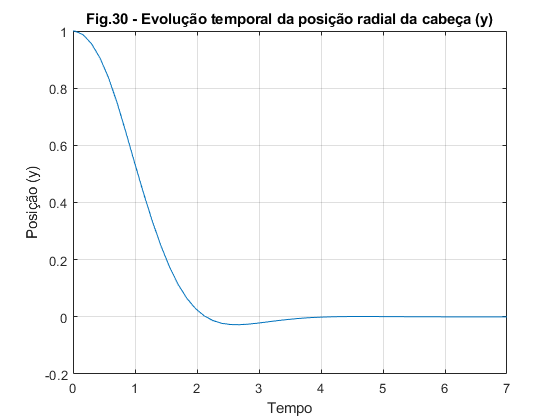 Fig.30 - Evolução temporal da posição radial da cabeça (y)
1
0.8
0.6
0.4
0.2
0
-0.2
Posição (y)
0 1 2 3 4 5 6 7
Tempo